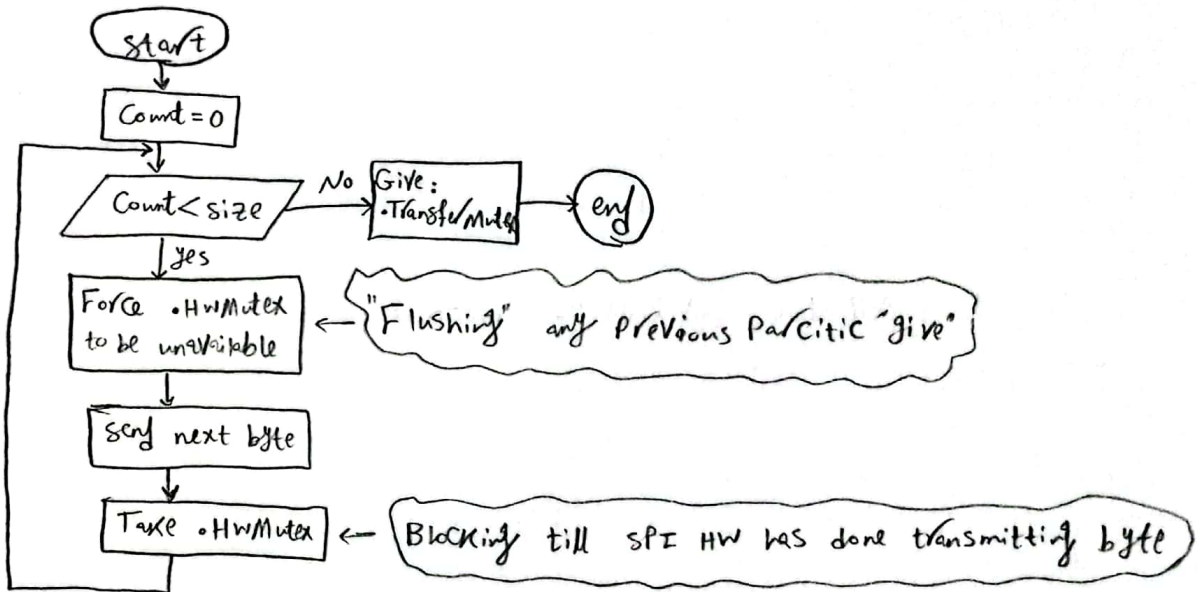 Start
Count = 0
Count < size
No
Give:
.TransferMutex
end
yes
Force .HWMutex
to be unavailable
"Flushing" any Previous Parcitic "give"
Send next byte
Take .HWMutex
Blocking till SPI HW has done transmitting byte